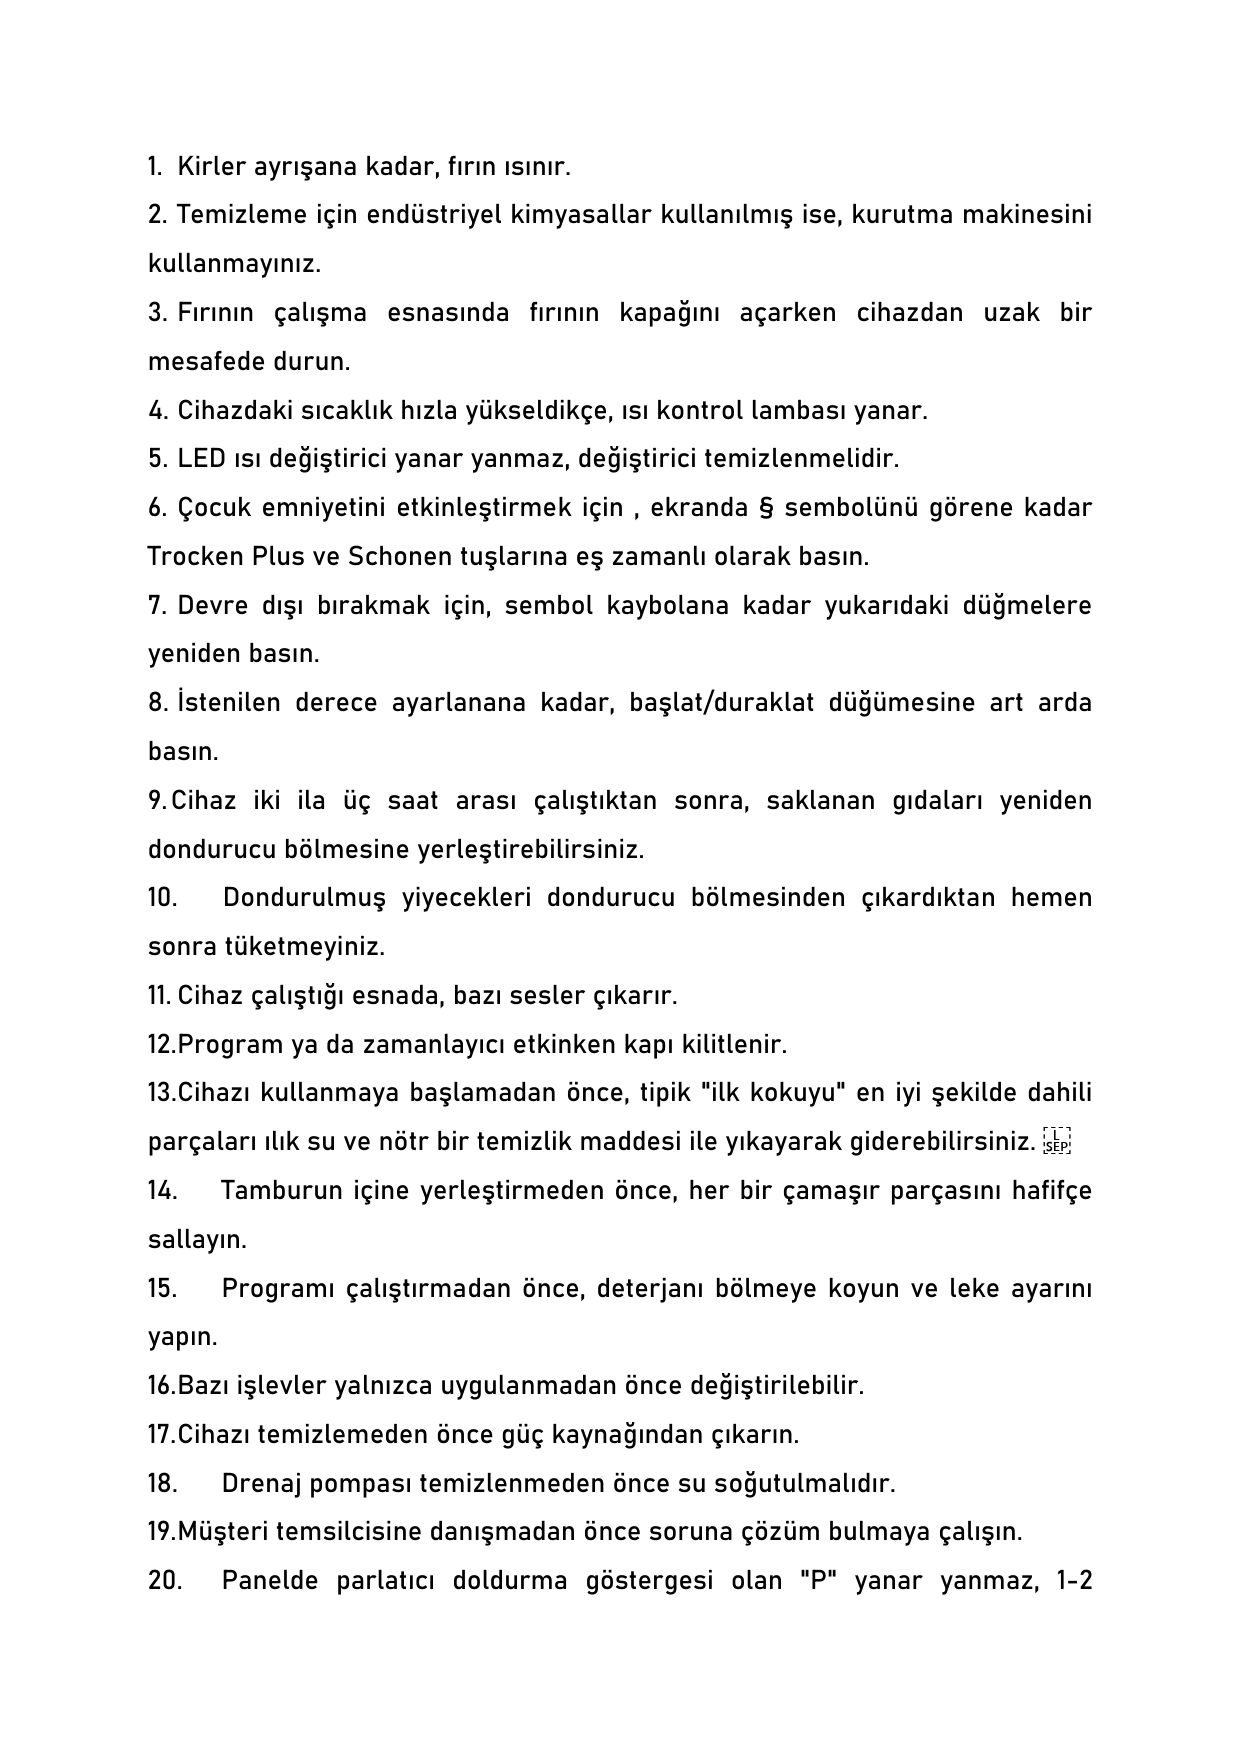 1. Kirler ayrışana kadar, fırın ısınır.
2. Temizleme için endüstriyel kimyasallar kullanılmış ise, kurutma makinesini
kullanmayınız.
3. Fırının çalışma esnasında fırının kapağını açarken cihazdan uzak bir
mesafede durun.
4. Cihazdaki sıcaklık hızla yükseldikçe, ısı kontrol lambası yanar.
5. LED ısı değiştirici yanar yanmaz, değiştirici temizlenmelidir.
6. Çocuk emniyetini etkinleştirmek için , ekranda § sembolünü görene kadar
Trocken Plus ve Schonen tuşlarına eş zamanlı olarak basın.
7. Devre dışı bırakmak için, sembol kaybolana kadar yukarıdaki düğmelere
yeniden basın.
8. İstenilen derece ayarlanana kadar, başlat/duraklat düğümesine art arda
basın.
9. Cihaz iki ila üç saat arası çalıştıktan sonra, saklanan gıdaları yeniden
dondurucu bölmesine yerleştirebilirsiniz.
10. Dondurulmuş yiyecekleri dondurucu bölmesinden çıkardıktan hemen
sonra tüketmeyiniz.
11. Cihaz çalıştığı esnada, bazı sesler çıkarır.
12.Program ya da zamanlayıcı etkinken kapı kilitlenir.
13.Cihazı kullanmaya başlamadan önce, tipik "ilk kokuyu" en iyi şekilde dahili
parçaları ılık su ve nötr bir temizlik maddesi ile yıkayarak giderebilirsiniz. L SEP
14. Tamburun içine yerleştirmeden önce, her bir çamaşır parçasını hafifçe
sallayın.
15. Programı çalıştırmadan önce, deterjanı bölmeye koyun ve leke ayarını
yapın.
16.Bazı işlevler yalnızca uygulanmadan önce değiştirilebilir.
17.Cihazı temizlemeden önce güç kaynağından çıkarın.
18. Drenaj pompası temizlenmeden önce su soğutulmalıdır.
19.Müşteri temsilcisine danışmadan önce soruna çözüm bulmaya çalışın.
20. Panelde parlatıcı doldurma göstergesi olan "P" yanar yanmaz, 1-2